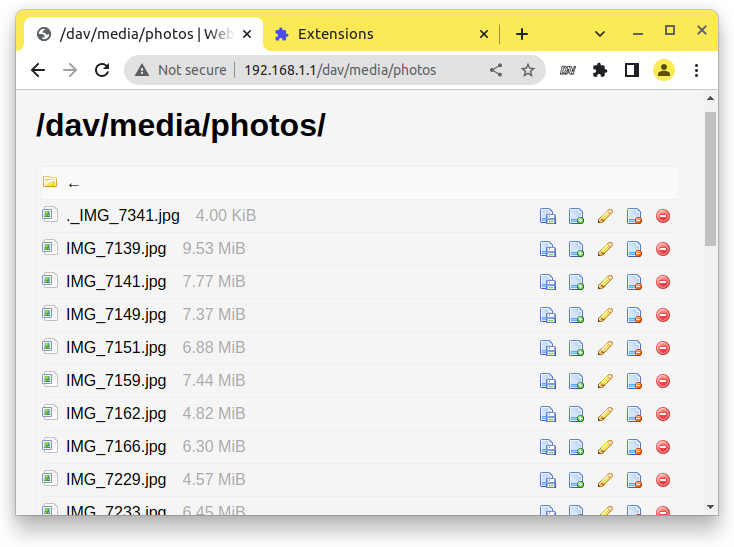 /dav/media/photos | Web
Extensions
Not secure 192.168.1.1/dav/media/photos
DAV
/dav/media/photos/
←
._IMG_7341.jpg 4.00 KiB
IMG_7139.jpg 9.53 MiB
IMG_7141.jpg 7.77 MiB
IMG_7149.jpg 7.37 MiB
IMG_7151.jpg 6.88 MiB
IMG_7159.jpg 7.44 MiB
IMG_7162.jpg 4.82 MiB
IMG_7166.jpg 6.30 MiB
IMG_7229.jpg 4.57 MiB
IMG_7233.jpg 6.45 MiB